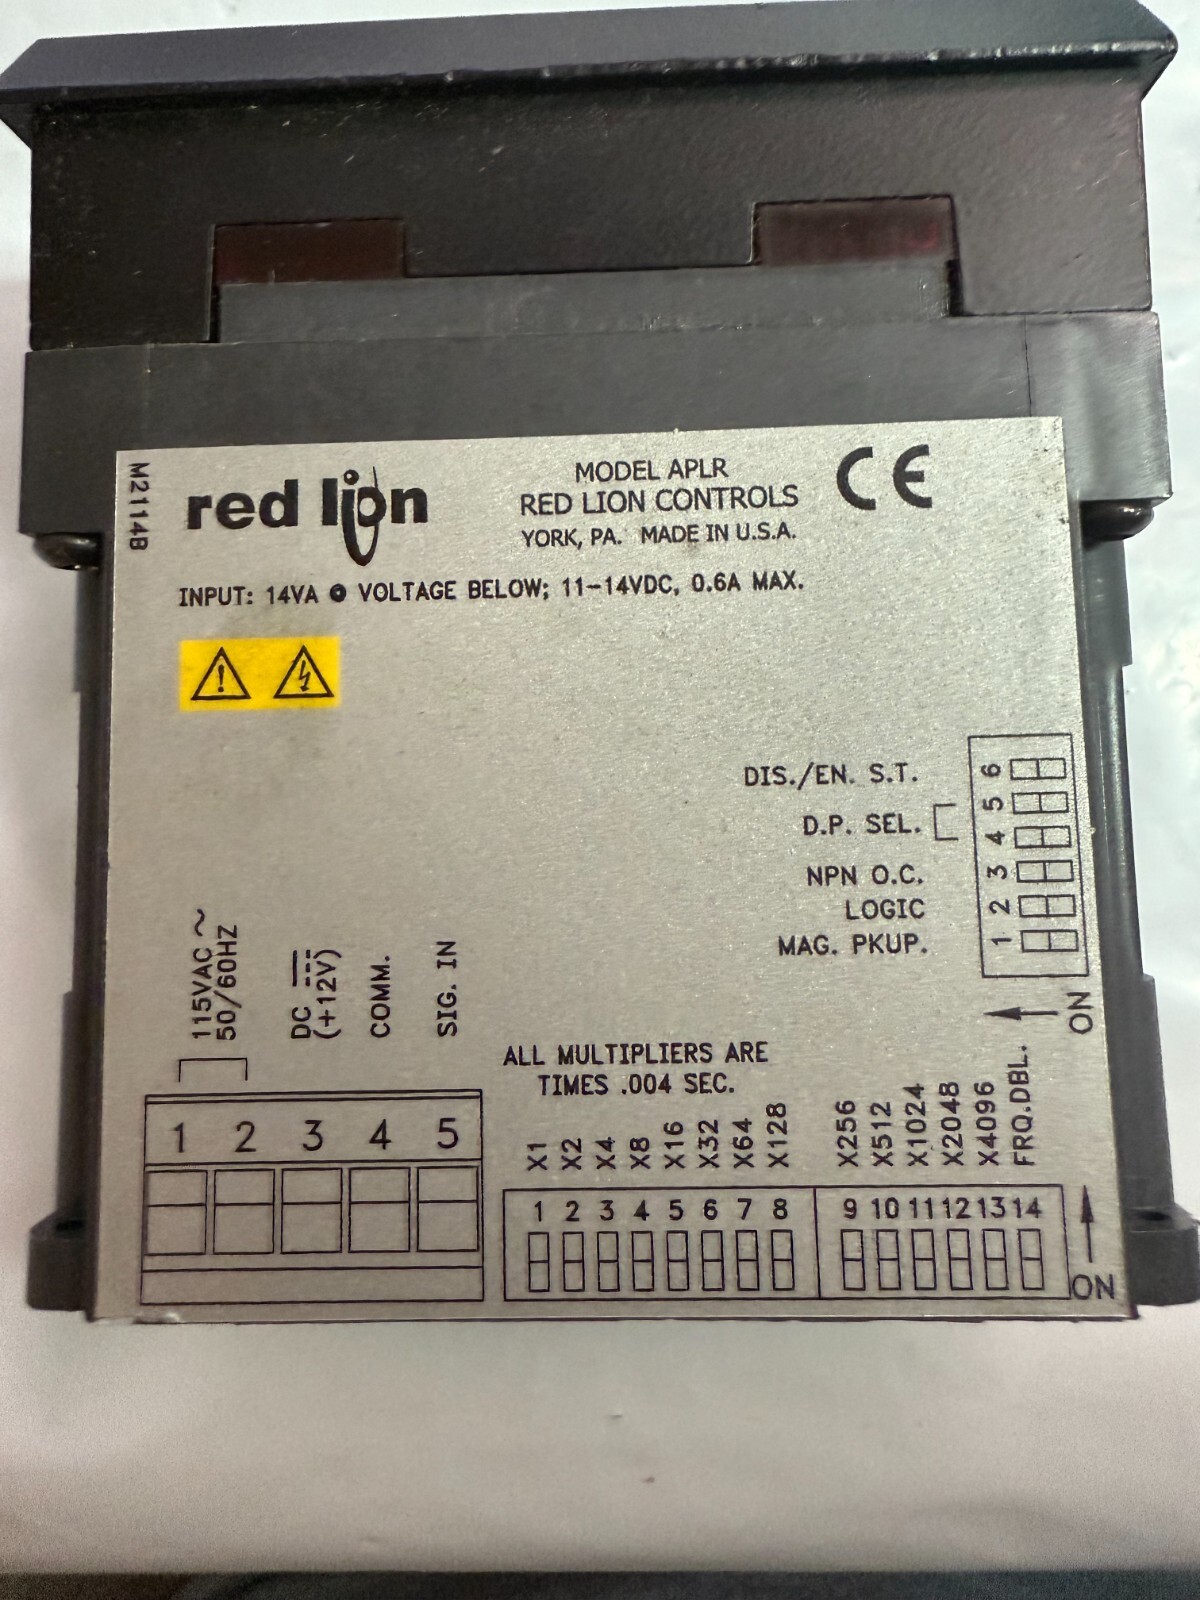 M2114B
red lion
MODEL APLR
RED LION CONTROLS
YORK, PA. MADE IN U.S.A.
CE
INPUT: 14VA @ VOLTAGE BELOW; 11-14VDC, 0.6A MAX.
DIS./EN. S.T. 6
D.P. SEL. 5
4
NPN O.C. 3
LOGIC 2
MAG. PKUP. 1
ON
115VAC ~
50/60HZ
DC
(+12V)
COMM.
SIG. IN
1 2 3 4 5
ALL MULTIPLIERS ARE
TIMES .004 SEC.
X1 X2 X4 X8 X16 X32 X64 X128 X256 X512 X1024 X2048 X4096 FRQ.DBL.
1 2 3 4 5 6 7 8 9 10 11 12 13 14
ON